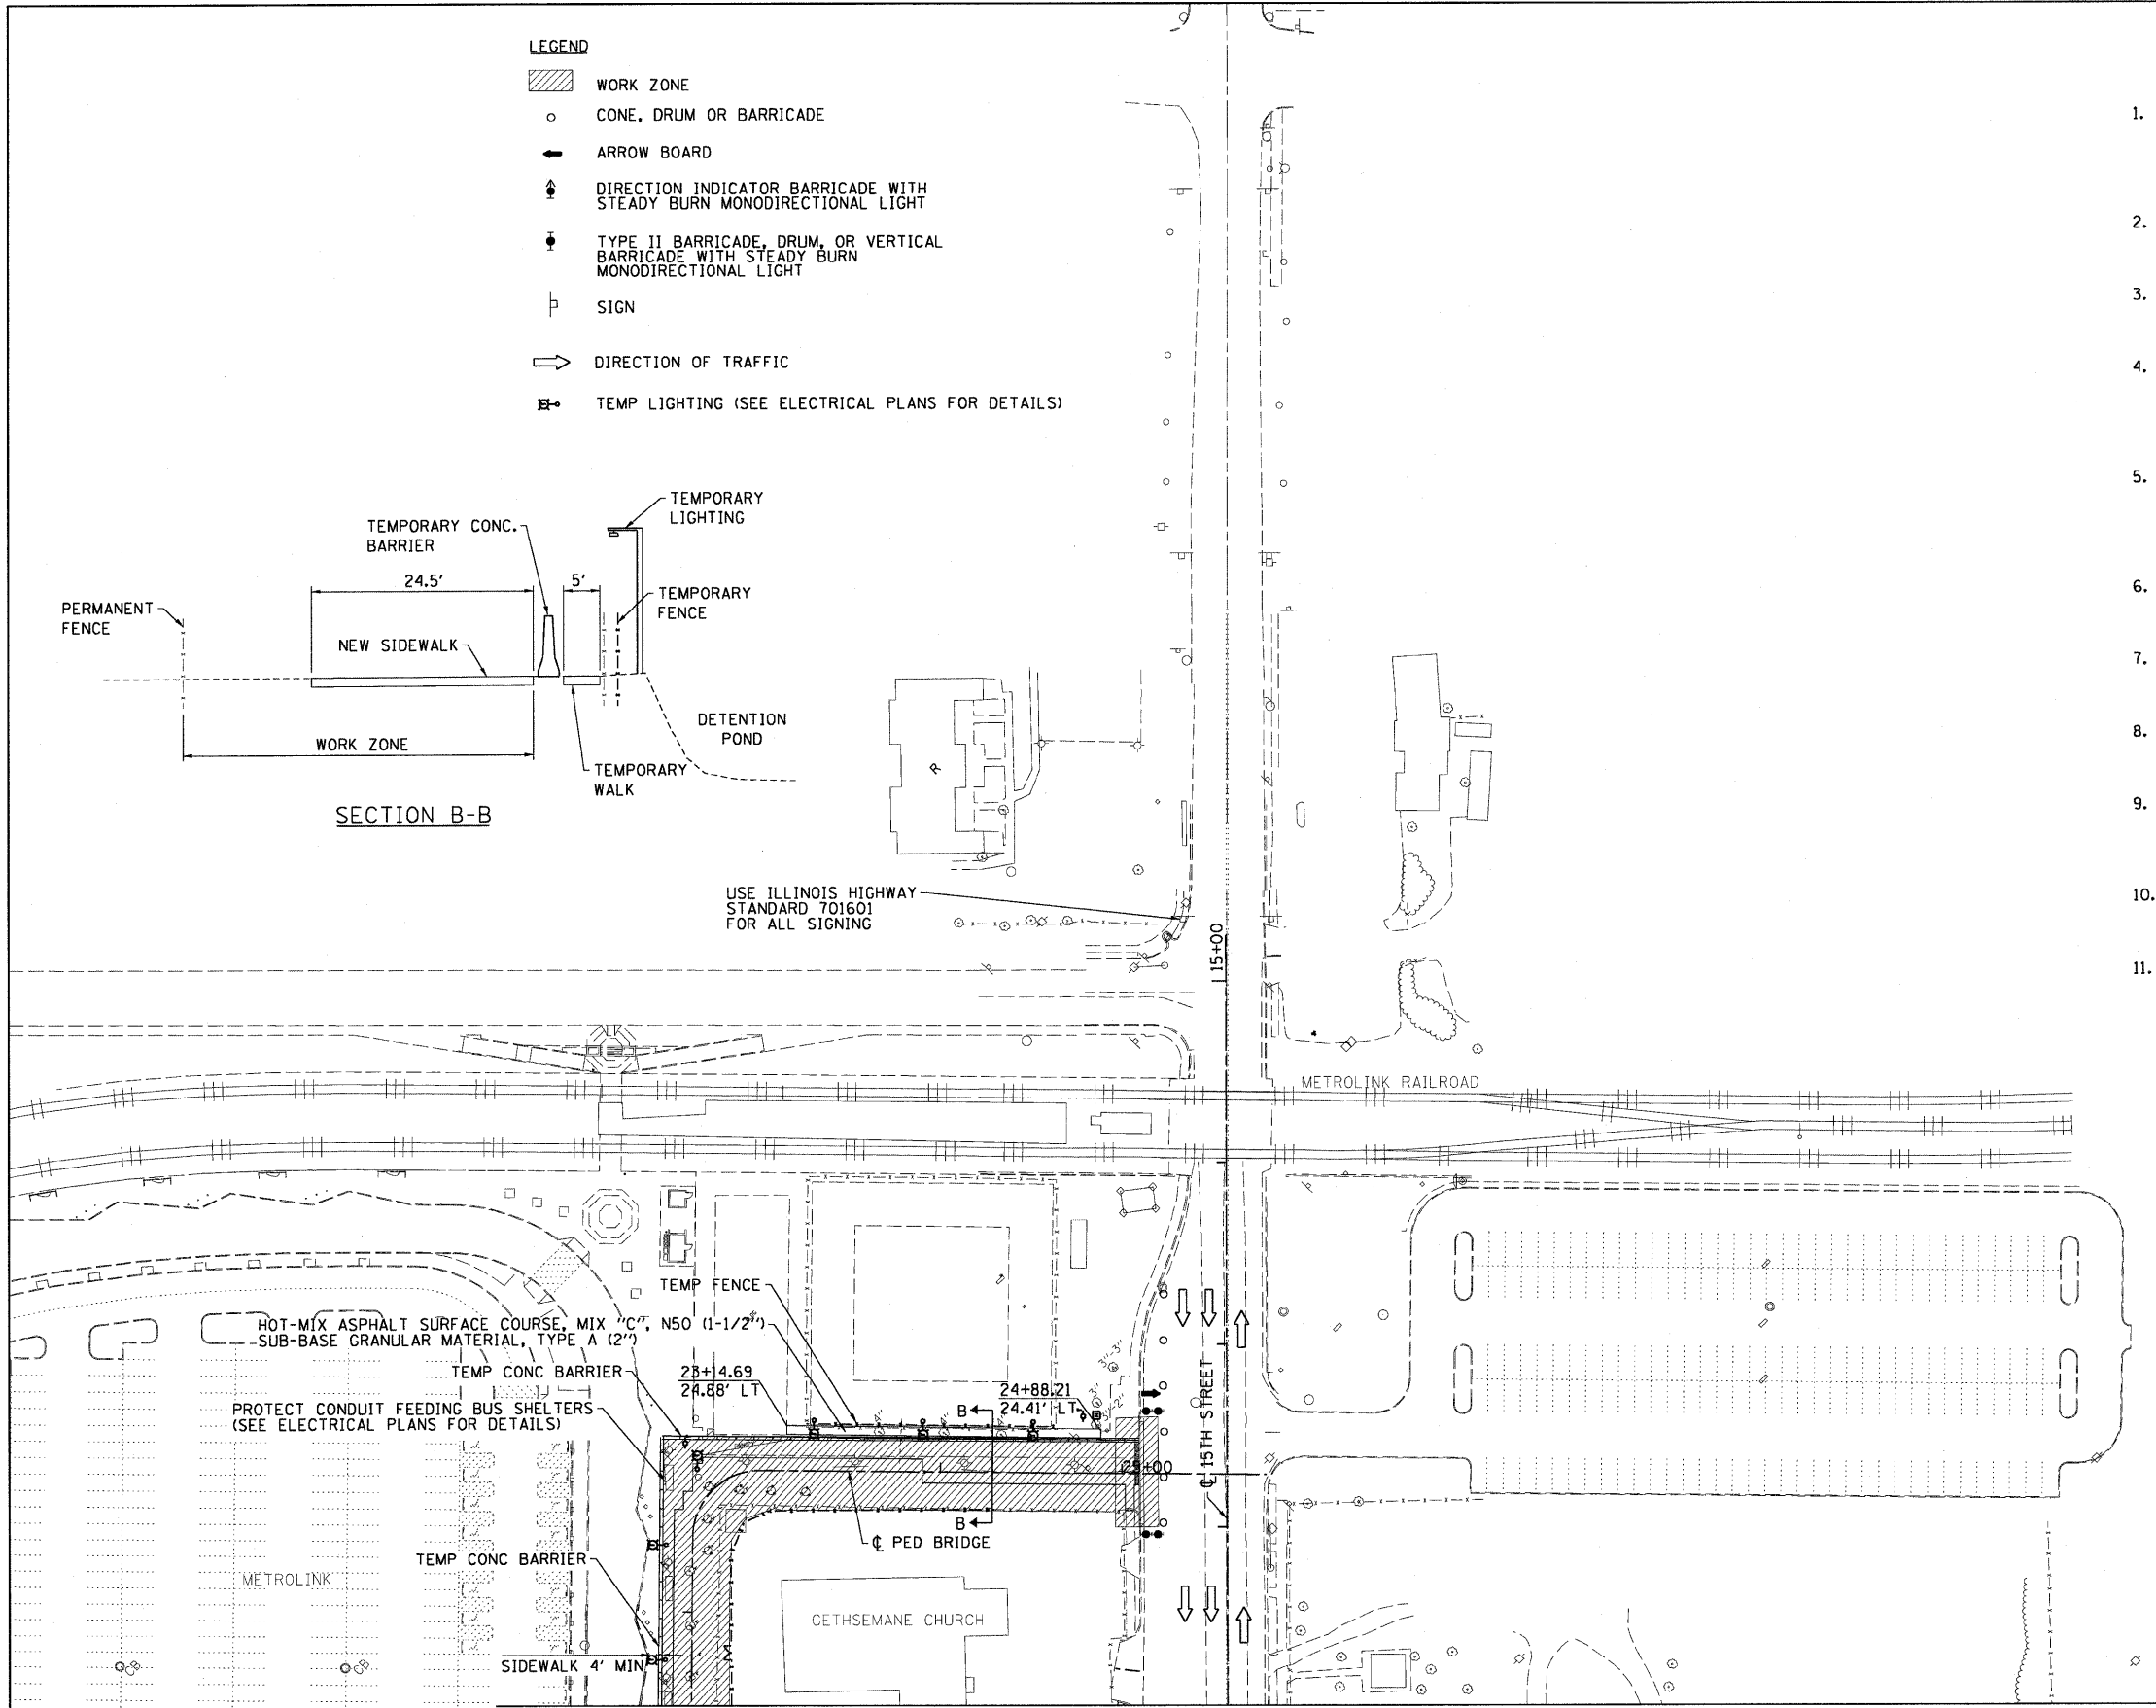 LEGEND
WORK ZONE
CONE, DRUM OR BARRICADE
ARROW BOARD
DIRECTION INDICATOR BARRICADE WITH
STEADY BURN MONODIRECTIONAL LIGHT
TYPE II BARRICADE, DRUM, OR VERTICAL
BARRICADE WITH STEADY BURN
MONODIRECTIONAL LIGHT
SIGN
DIRECTION OF TRAFFIC
TEMP LIGHTING (SEE ELECTRICAL PLANS FOR DETAILS)
1.
2.
3.
4.
5.
6.
7.
8.
9.
10.
11.
TEMPORARY
LIGHTING
TEMPORARY CONC.
BARRIER
24.5'
5'
PERMANENT
FENCE
TEMPORARY
FENCE
NEW SIDEWALK
DETENTION
POND
WORK ZONE
TEMPORARY
WALK
SECTION B-B
R
USE ILLINOIS HIGHWAY
STANDARD 701601
FOR ALL SIGNING
15+00
METROLINK RAILROAD
TEMP FENCE
HOT-MIX ASPHALT SURFACE COURSE, MIX "C", N50 (1-1/2")
SUB-BASE GRANULAR MATERIAL, TYPE A (2")
TEMP CONC BARRIER
23+14.69
24.88' LT
24+88.21
24.41' LT
PROTECT CONDUIT FEEDING BUS SHELTERS
(SEE ELECTRICAL PLANS FOR DETAILS)
B
B
25+00
℄ 15TH STREET
℄ PED BRIDGE
TEMP CONC BARRIER
METROLINK
GETHSEMANE CHURCH
SIDEWALK 4' MIN
CB
CB